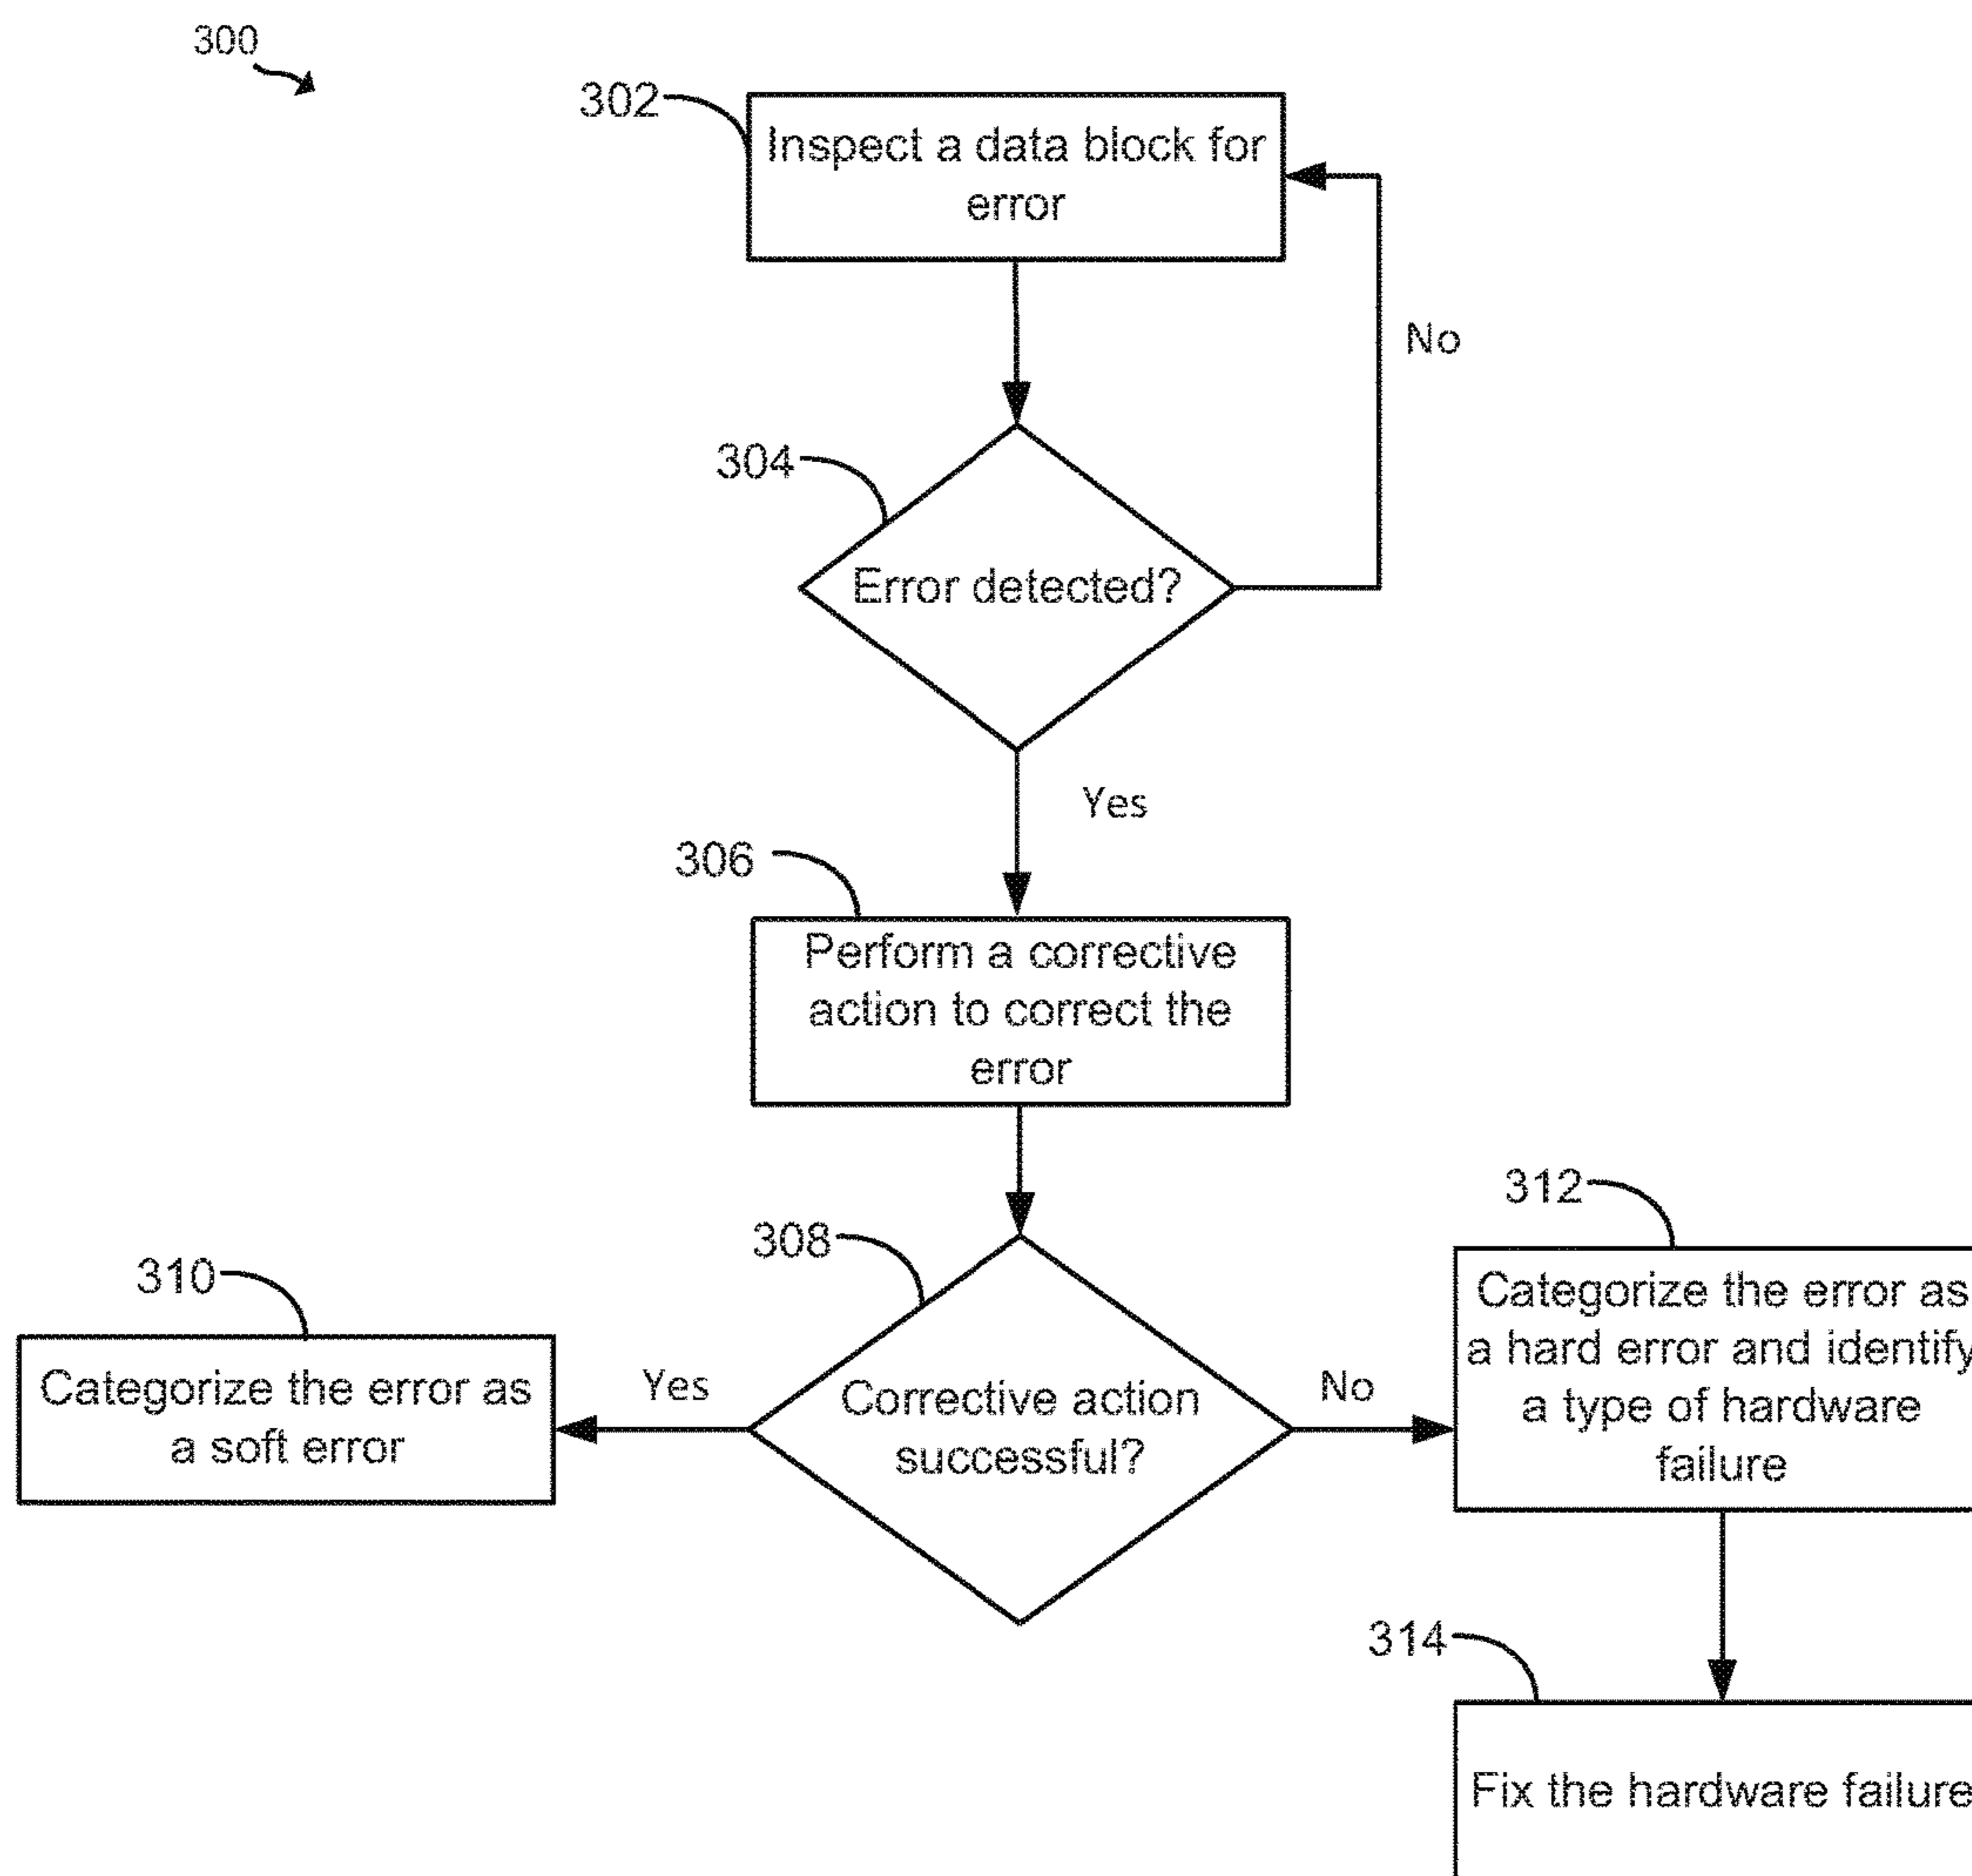 300
302
Inspect a data block for
error
No
304
Error detected?
Yes
306
Perform a corrective
action to correct the
error
308
310
312
Categorize the error as
a soft error
Yes
Corrective action
successful?
No
Categorize the error as
a hard error and identify
a type of hardware
failure
314
Fix the hardware failure